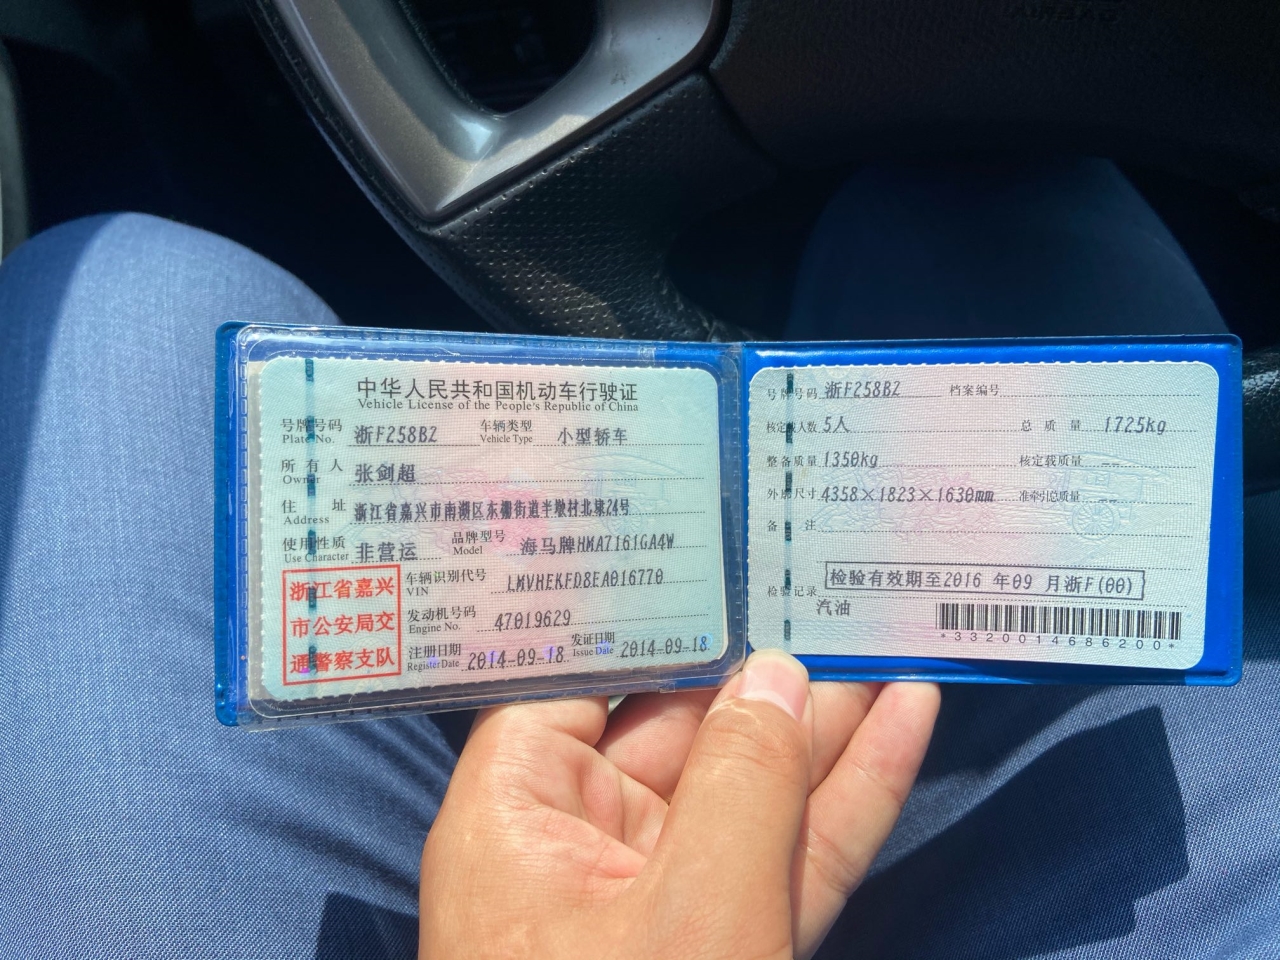 中华人民共和国机动车行驶证
Vehicle License of the People's Republic of China
号牌号码 浙F258B2 车辆类型 小型轿车
Plate No. Vehicle Type
所有人 张剑超
Owner
住址 浙江省嘉兴市南湖区东栅街道半墩村北埭24号
Address
使用性质 非营运 品牌型号 海马牌HMA7161GA4W
Use Character Model
浙江省嘉兴
市公安局交
通警察支队
车辆识别代号 LMVHEKFD8EA016770
VIN
发动机号码 47019629
Engine No.
注册日期 2014-09-18 发证日期 2014-09-18
Register Date Issue Date
号牌号码 浙F258B2 档案编号
核定载人数 5人 总质量 1725kg
整备质量 1350kg 核定载质量 --
外廓尺寸 4358×1823×1630mm 准牵引总质量 --
备注
检验有效期至2016 年09 月浙F(00)
检验记录
汽油
*3320014686200*